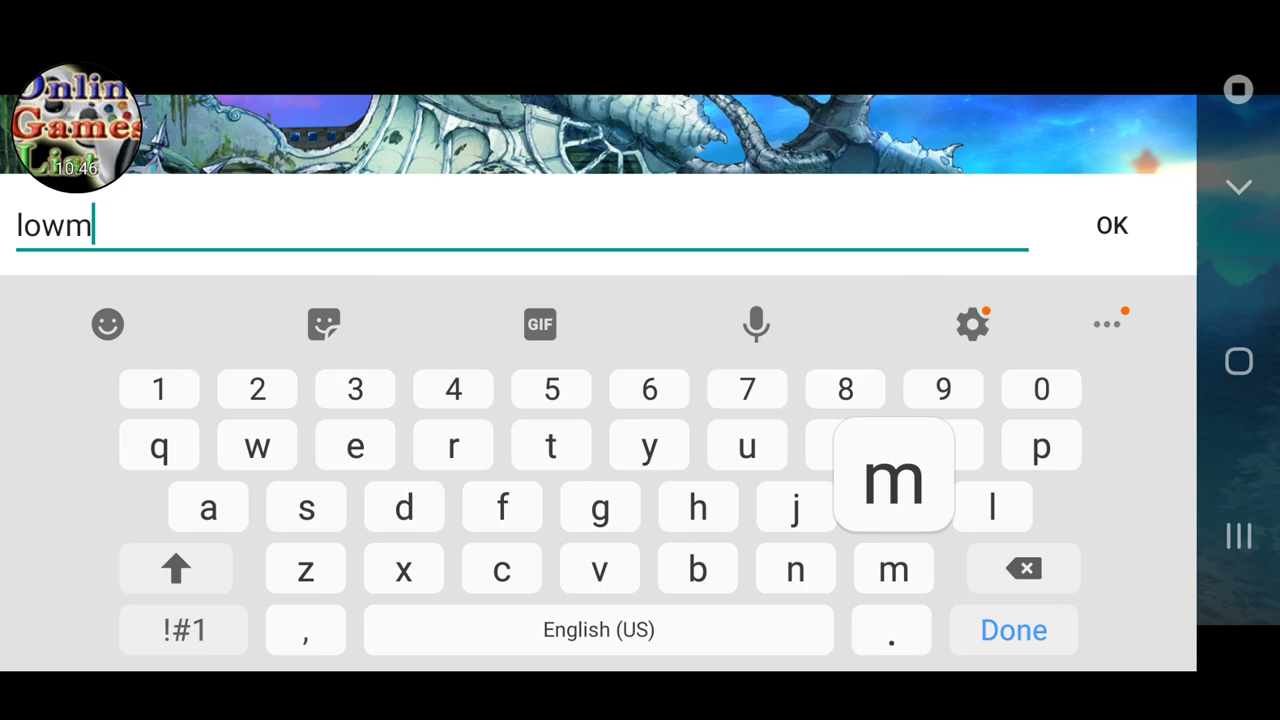 Onlin
Games
List
10:46
lowm
OK
GIF
1 2 3 4 5 6 7 8 9 0
q w e r t y u p
m
a s d f g h j l
z x c v b n m
!#1 , English (US) . Done